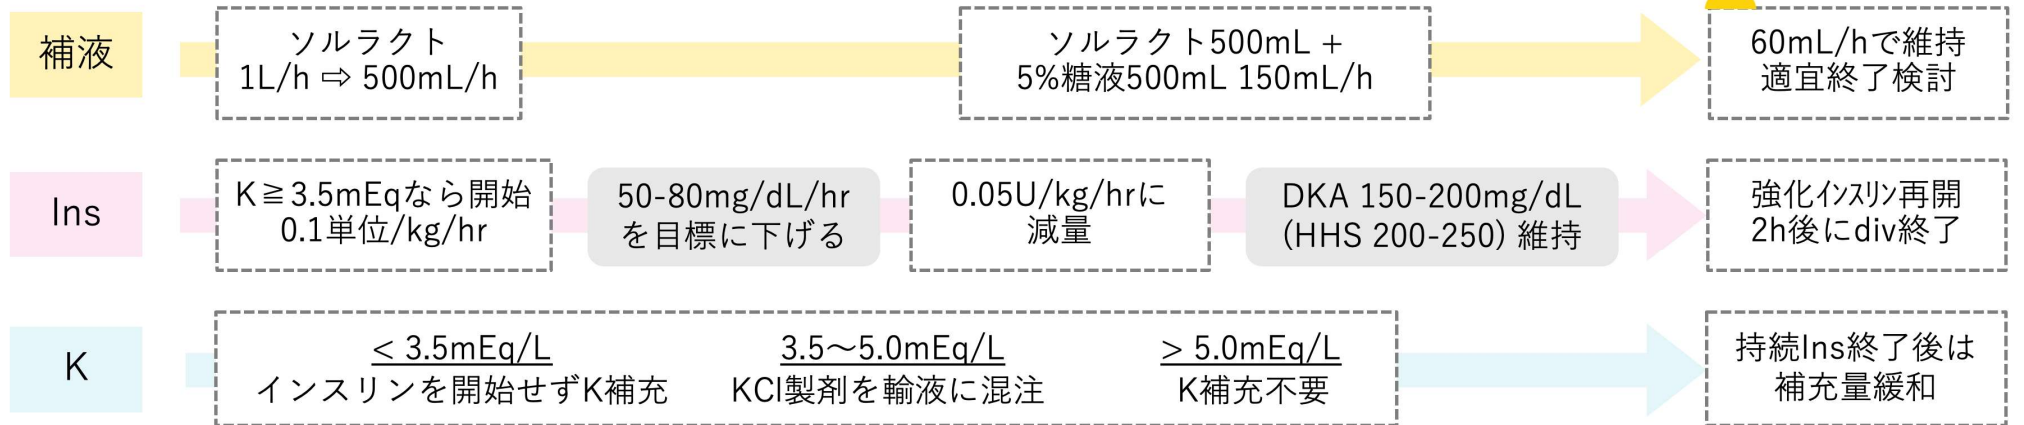 補液
ソルラクト
1L/h ⇨ 500mL/h
ソルラクト500mL +
5%糖液500mL 150mL/h
60mL/hで維持
適宜終了検討
Ins
K≧3.5mEqなら開始
0.1単位/kg/hr
50-80mg/dL/hr
を目標に下げる
0.05U/kg/hrに
減量
DKA 150-200mg/dL
(HHS 200-250) 維持
強化ｲﾝｽﾘﾝ再開
2h後にdiv終了
K
< 3.5mEq/L
インスリンを開始せずK補充
3.5〜5.0mEq/L
KCl製剤を輸液に混注
> 5.0mEq/L
K補充不要
持続Ins終了後は
補充量緩和